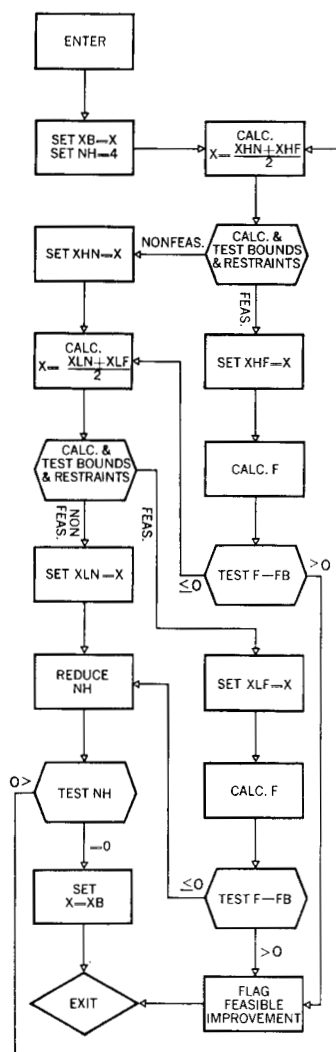 ENTER
SET XB=X
SET NH=4
CALC.
X= XHN+XHF
2
CALC. &
TEST BOUNDS
& RESTRAINTS
NONFEAS.
FEAS.
SET XHN=X
SET XHF=X
CALC.
X= XLN+XLF
2
CALC. F
CALC. &
TEST BOUNDS
& RESTRAINTS
NON
FEAS.
FEAS.
TEST F-FB
≤0
>0
SET XLN=X
SET XLF=X
REDUCE
NH
CALC. F
0>
TEST NH
=0
TEST F-FB
≤0
>0
SET
X=XB
EXIT
FLAG
FEASIBLE
IMPROVEMENT